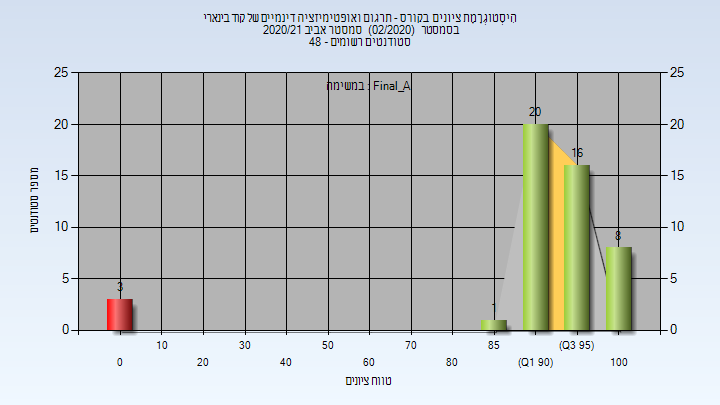 היסטוגרמת ציונים בקורס - תרגום ואופטימיזציה דינמיים של קוד בינארי
בסמסטר (02/2020) סמסטר אביב 2020/21
סטודנטים רשומים - 48
במשימה : Final_A
25 25
20 20
15 15
10 10
5 5
0 0
3 1 20 16 8
מספר סטודנטים
10 30 50 70 85 (Q3 95)
0 20 40 60 80 (Q1 90) 100
טווח ציונים